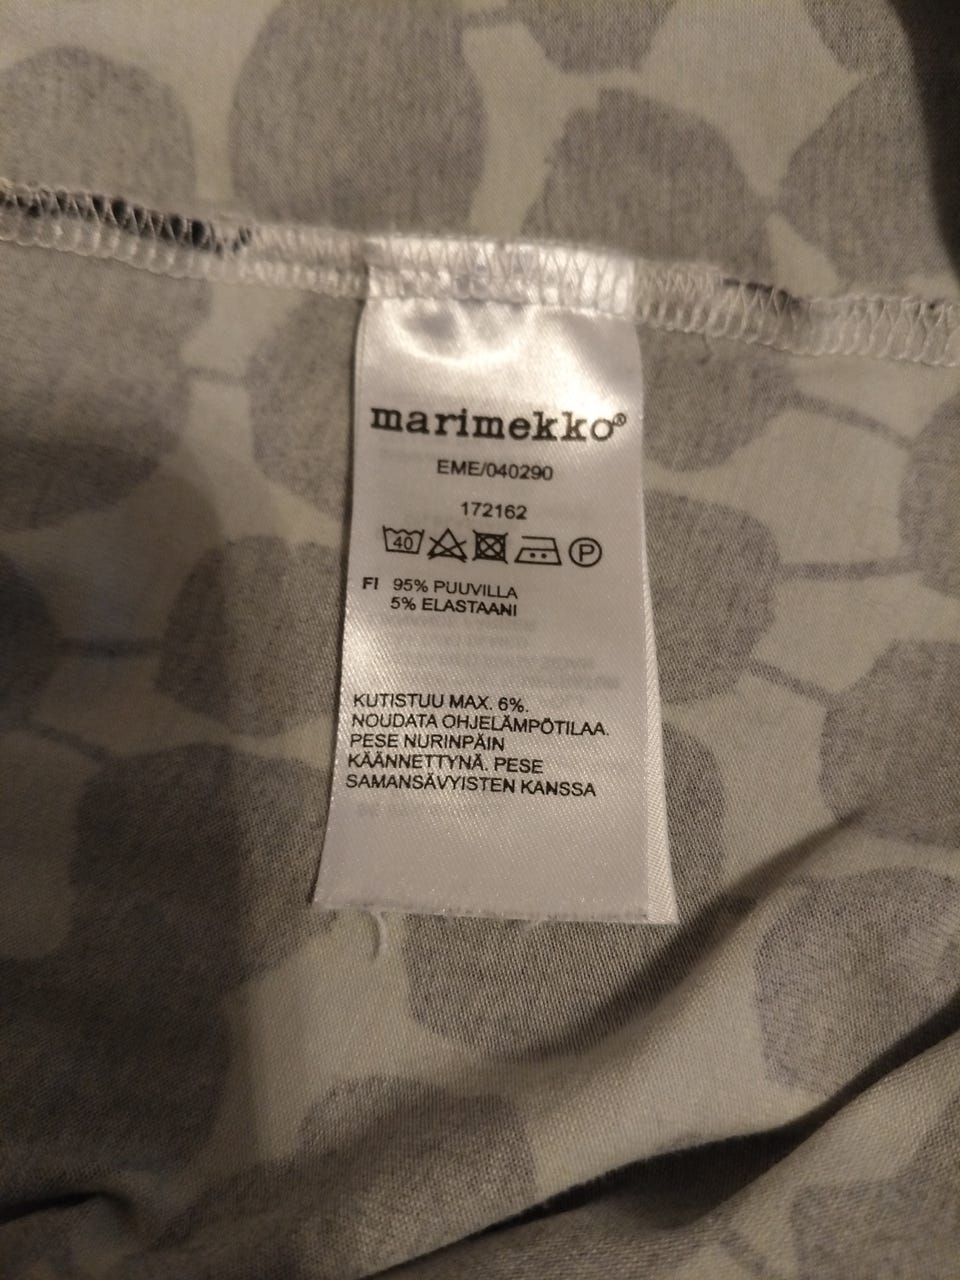 marimekko®
EME/040290
172162
40 P
FI 95% PUUVILLA
5% ELASTAANI
KUTISTUU MAX. 6%.
NOUDATA OHJELÄMPÖTILAA.
PESE NURINPÄIN
KÄÄNNETTYNÄ. PESE
SAMANSÄVYISTEN KANSSA